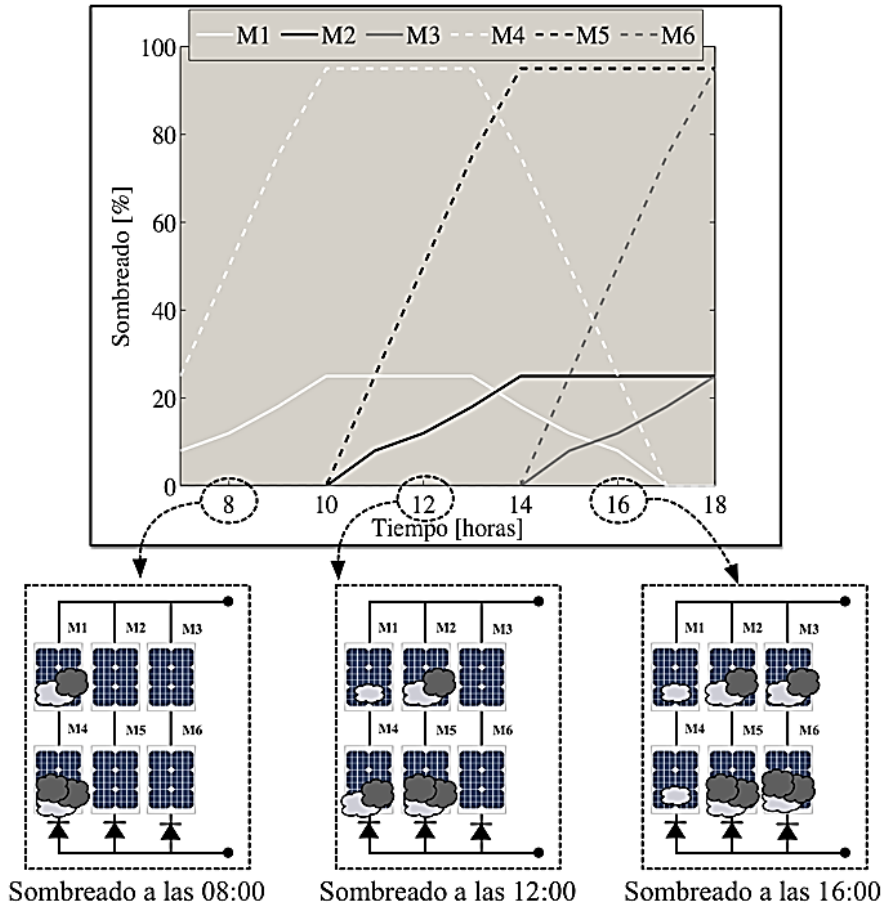 M1 M2 M3 M4 M5 M6
100
80
60
40
20
0
Sombreado [%]
8 10 12 14 16 18
Tiempo [horas]
M1 M2 M3
M4 M5 M6
Sombreado a las 08:00
M1 M2 M3
M4 M5 M6
Sombreado a las 12:00
M1 M2 M3
M4 M5 M6
Sombreado a las 16:00